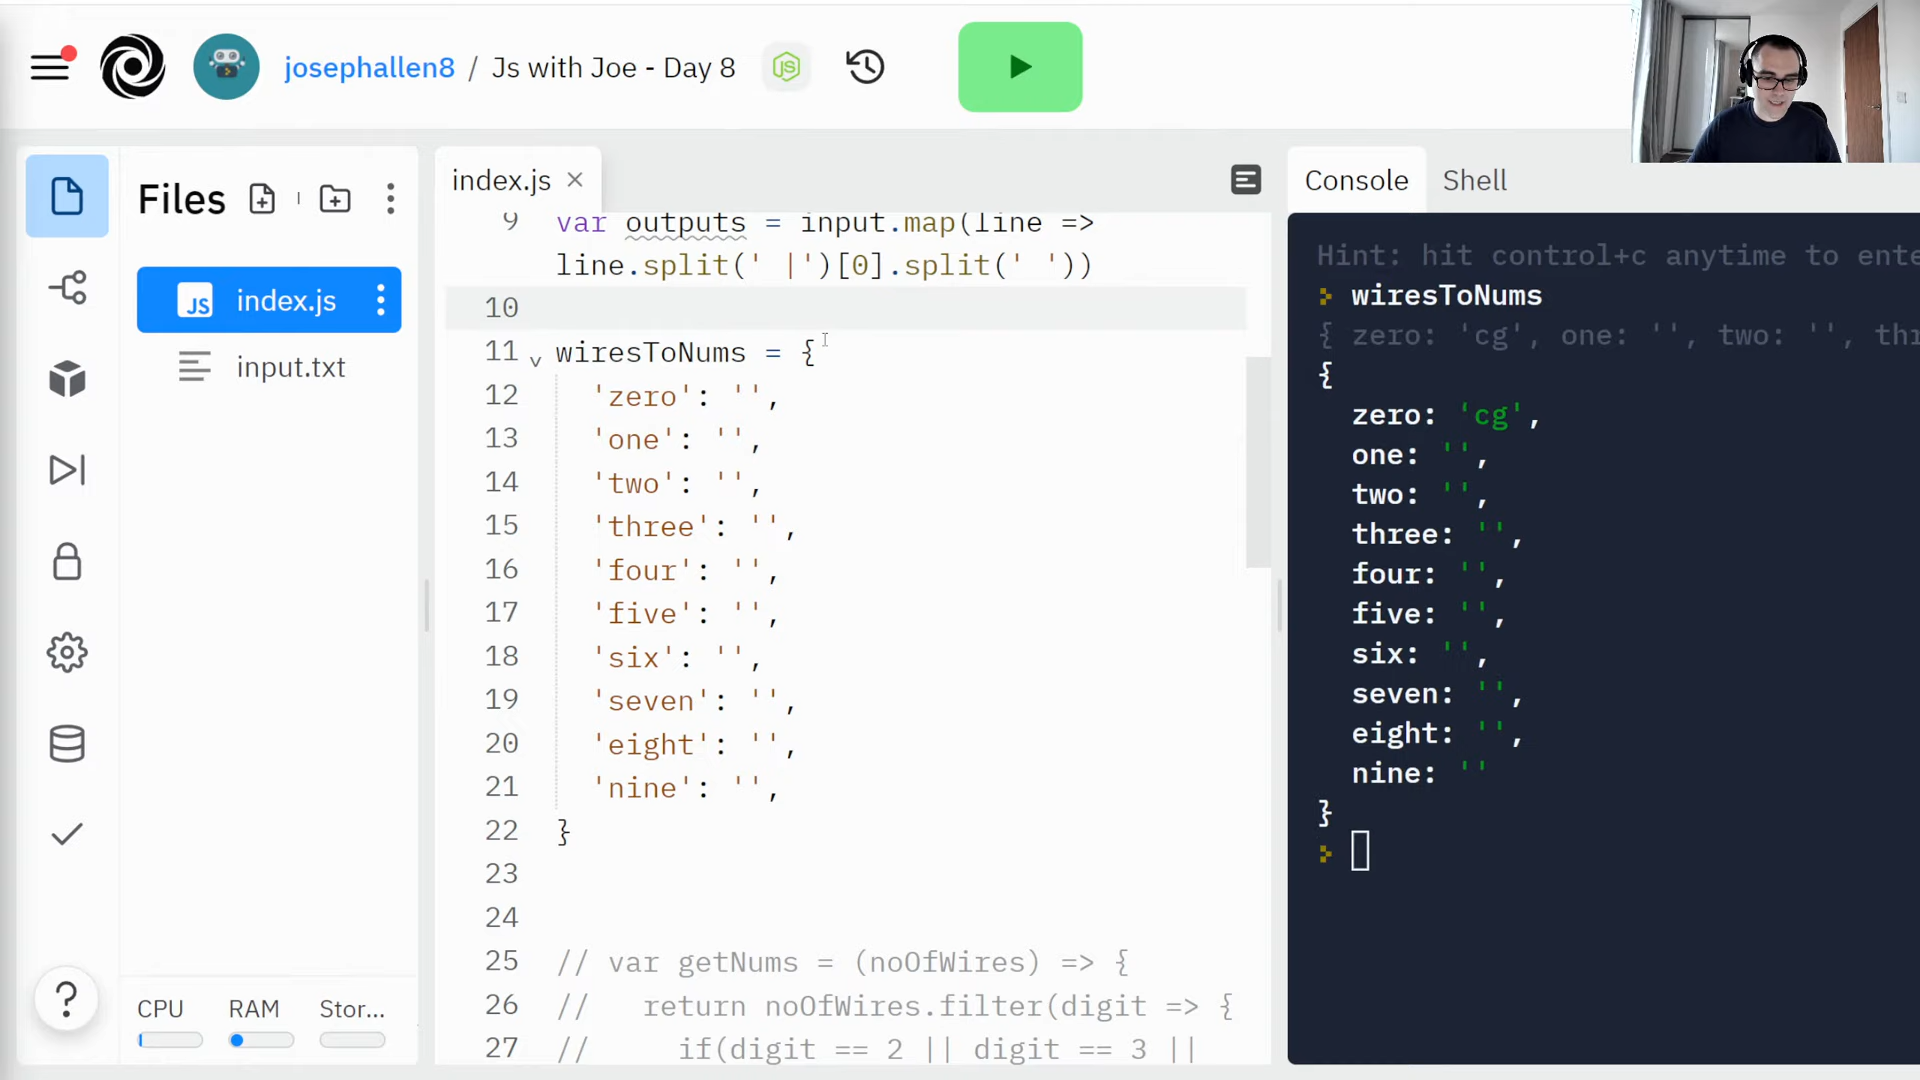 josephallen8 / Js with Joe - Day 8
Files
JS index.js
input.txt
CPU RAM Stor...
index.js
9 var outputs = input.map(line =>
line.split(' |')[0].split(' '))
10
11 wiresToNums = {
12 'zero': '',
13 'one': '',
14 'two': '',
15 'three': '',
16 'four': '',
17 'five': '',
18 'six': '',
19 'seven': '',
20 'eight': '',
21 'nine': '',
22 }
23
24
25 // var getNums = (noOfWires) => {
26 // return noOfWires.filter(digit => {
27 // if(digit == 2 || digit == 3 ||
Console Shell
Hint: hit control+c anytime to ente
> wiresToNums
{ zero: 'cg', one: '', two: '', thr
{
zero: 'cg',
one: '',
two: '',
three: '',
four: '',
five: '',
six: '',
seven: '',
eight: '',
nine: ''
}
>